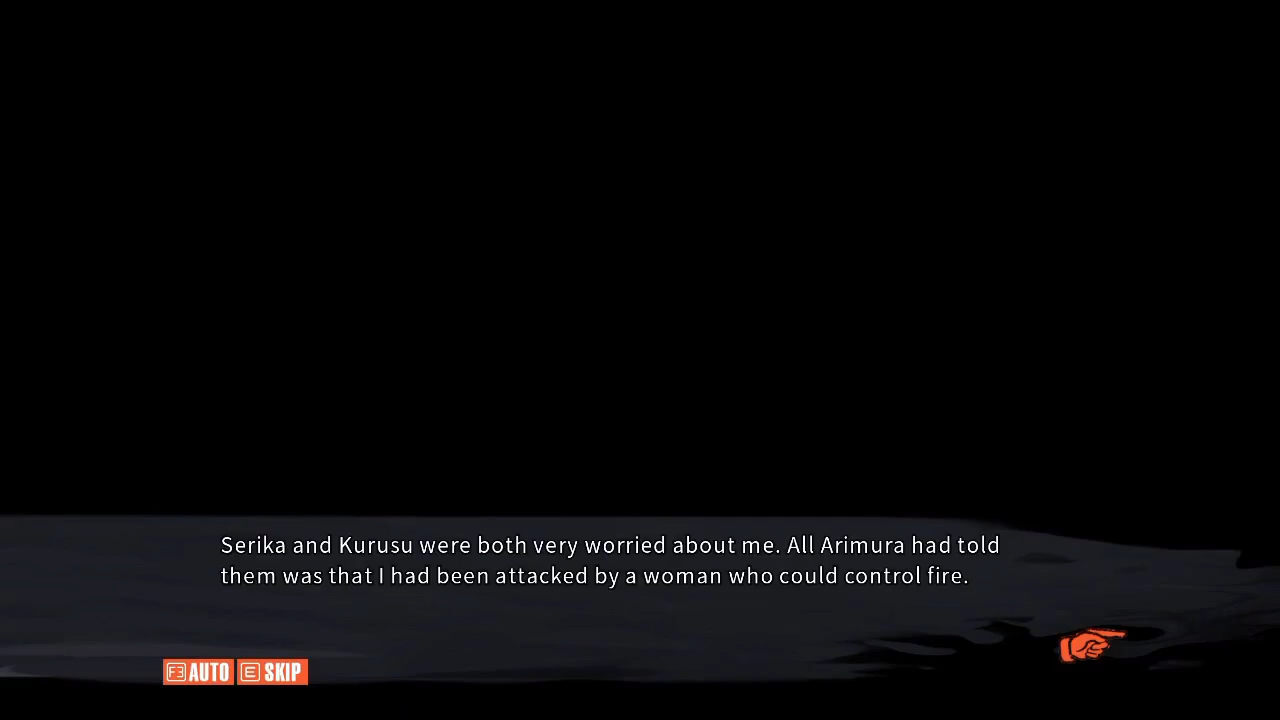 Serika and Kurusu were both very worried about me. All Arimura had told
them was that I had been attacked by a woman who could control fire.
F3 AUTO E SKIP